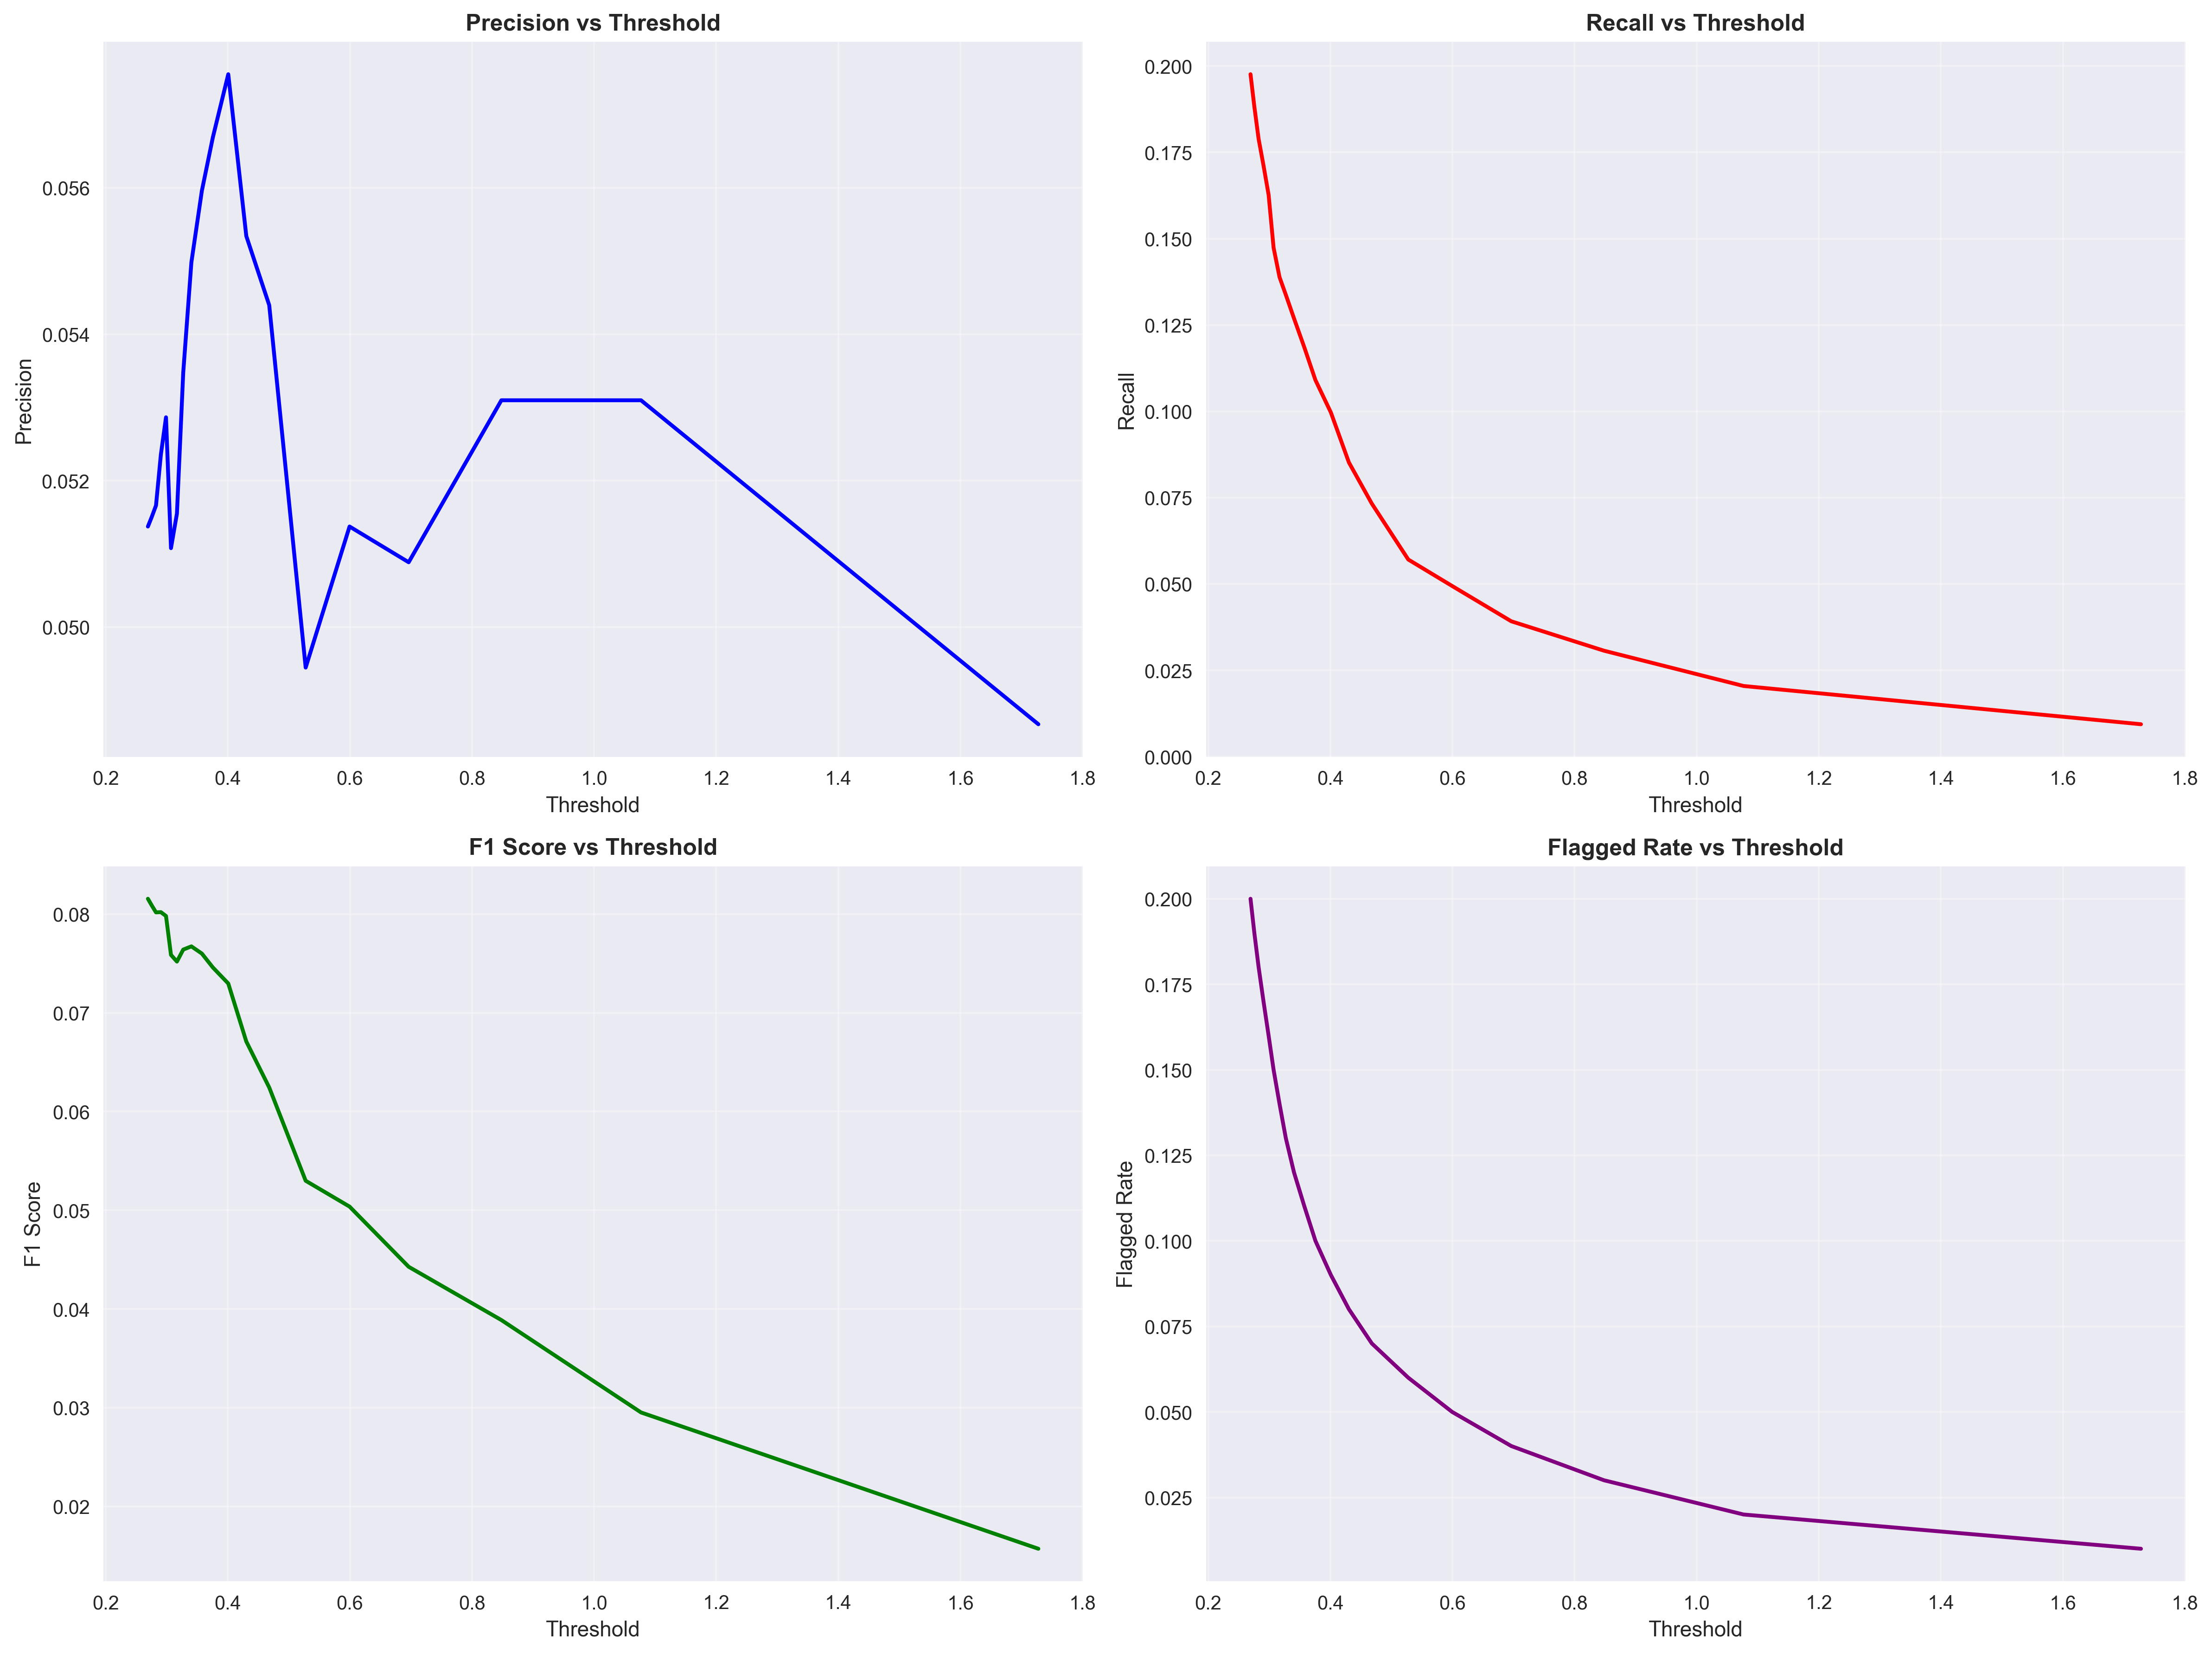 Precision vs Threshold
Precision
0.056
0.054
0.052
0.050
0.2 0.4 0.6 0.8 1.0 1.2 1.4 1.6 1.8
Threshold
Recall vs Threshold
Recall
0.200
0.175
0.150
0.125
0.100
0.075
0.050
0.025
0.000
0.2 0.4 0.6 0.8 1.0 1.2 1.4 1.6 1.8
Threshold
F1 Score vs Threshold
F1 Score
0.08
0.07
0.06
0.05
0.04
0.03
0.02
0.2 0.4 0.6 0.8 1.0 1.2 1.4 1.6 1.8
Threshold
Flagged Rate vs Threshold
Flagged Rate
0.200
0.175
0.150
0.125
0.100
0.075
0.050
0.025
0.2 0.4 0.6 0.8 1.0 1.2 1.4 1.6 1.8
Threshold